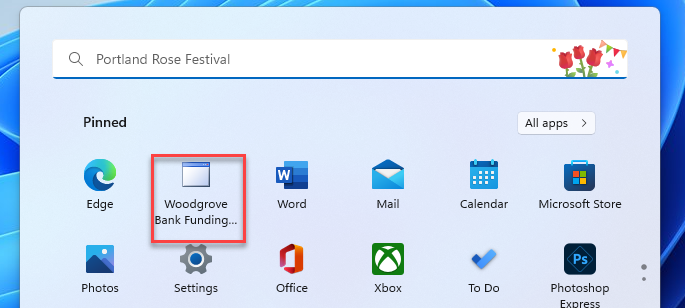 Portland Rose Festival
Pinned
All apps
Edge
Woodgrove
Bank Funding...
Word
Mail
Calendar
Microsoft Store
Photos
Settings
Office
Xbox
To Do
Photoshop
Express